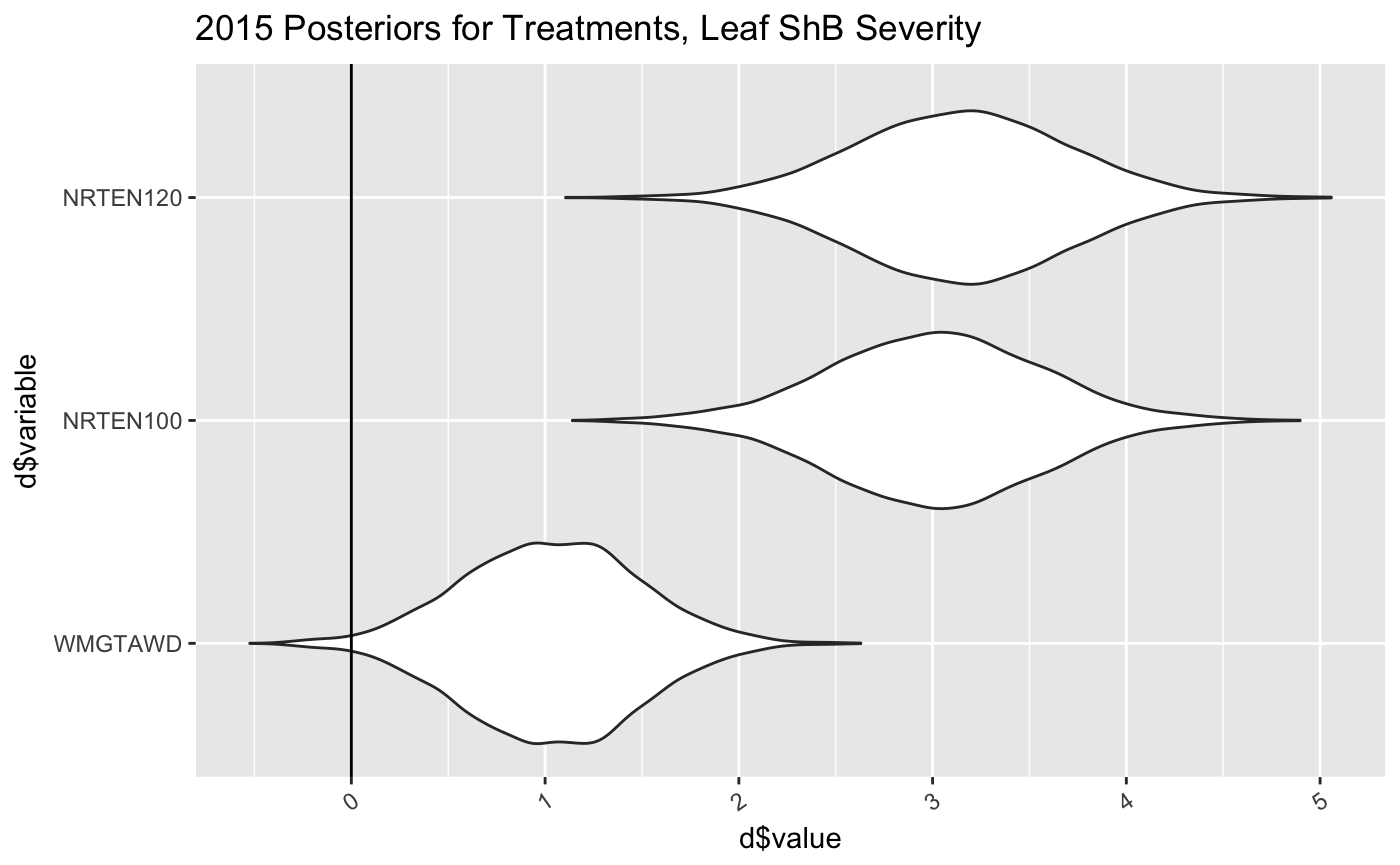 2015 Posteriors for Treatments, Leaf ShB Severity
d$variable
NRTEN120
NRTEN100
WMGTAWD
0 1 2 3 4 5
d$value